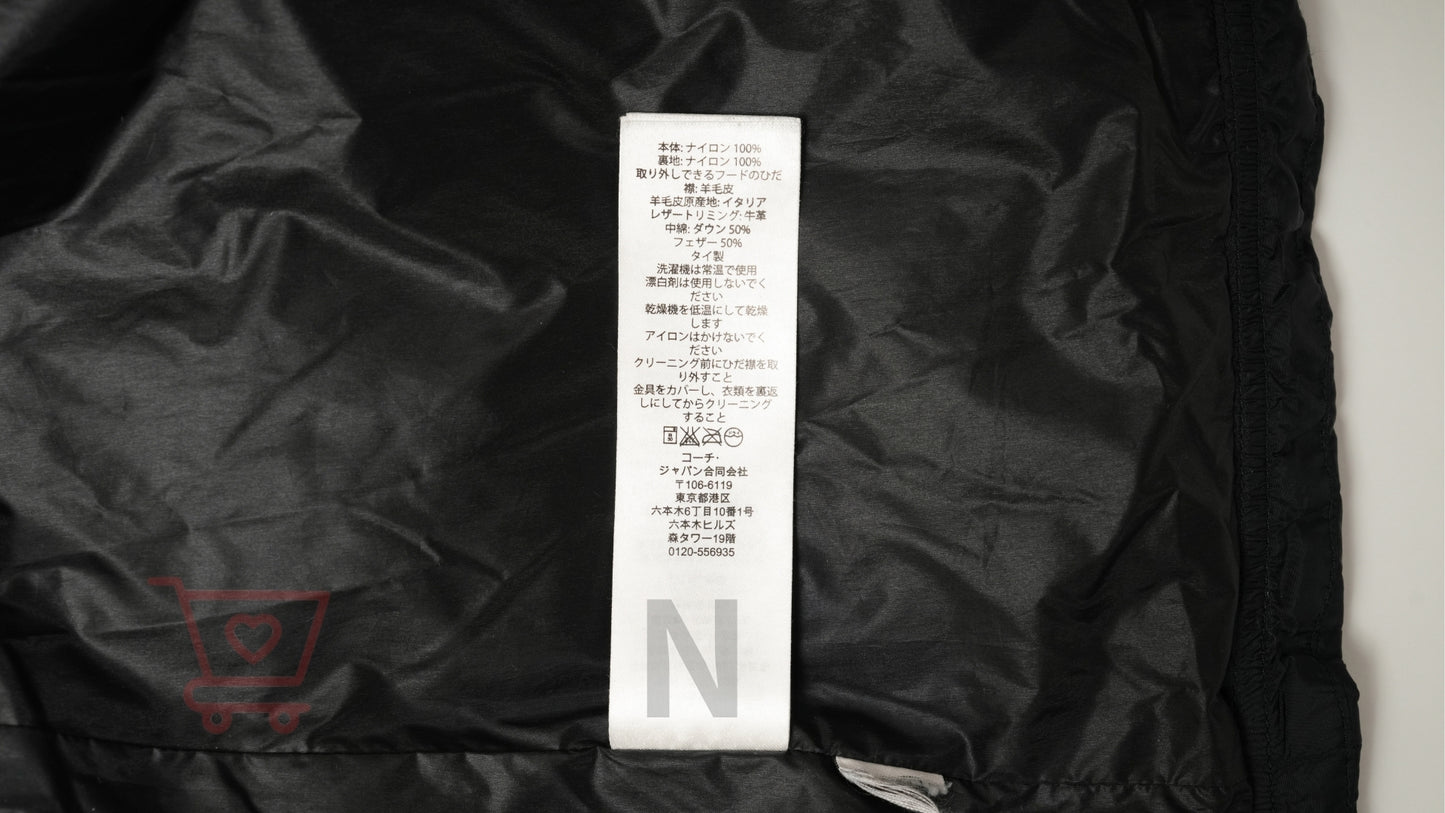 本体: ナイロン 100%
裏地: ナイロン 100%
取り外しできるフードのひだ
襟: 羊毛皮
羊毛皮原産地: イタリア
レザートリミング: 牛革
中綿: ダウン 50%
フェザー 50%
タイ製
洗濯機は常温で使用
漂白剤は使用しないでく
ださい
乾燥機を低温にして乾燥
します
アイロンはかけないでく
ださい
クリーニング前にひだ襟を取
り外すこと
金具をカバーし、衣類を裏返
しにしてからクリーニング
すること
コーチ･
ジャパン合同会社
〒106-6119
東京都港区
六本木6丁目10番1号
六本木ヒルズ
森タワー19階
0120-556935
N